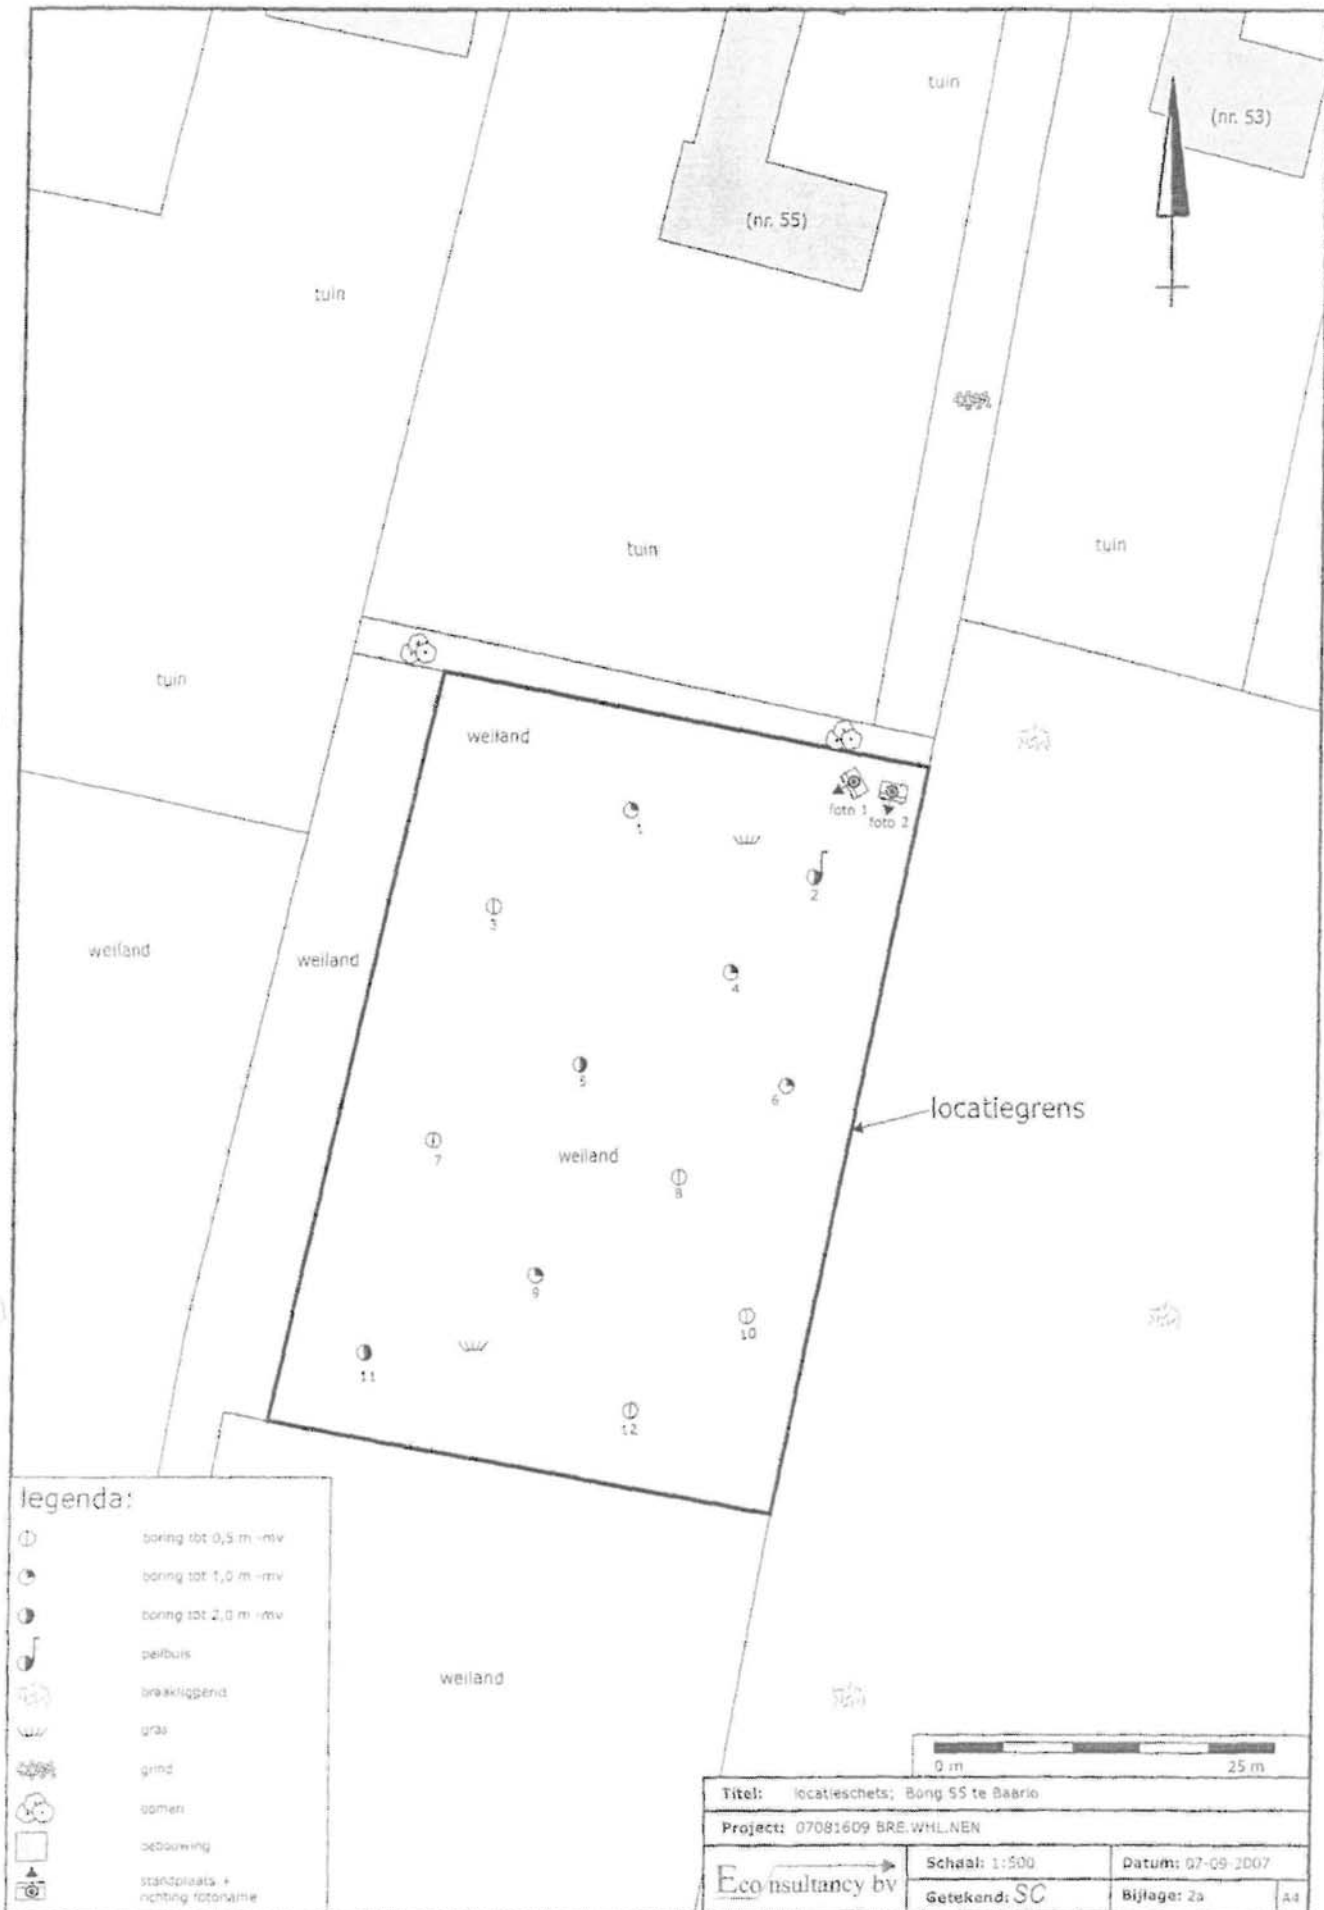 tuin
(nr. 53)
(nr. 55)
tuin
tuin
tuin
tuin
weiland
foto 1
foto 2
1
2
3
weiland
weiland
4
5
6
locatiegrens
7
weiland
8
9
10
11
12
legenda:
boring tot 0,5 m -mv
boring tot 1,0 m -mv
boring tot 2,0 m -mv
peilbuis
braakliggend
gras
grind
bomen
bebouwing
standplaats +
richting fotoname
weiland
0 m 25 m
Titel: locatieschets; Bong 55 te Baarlo
Project: 07081609 BRE.WHL.NEN
Econsultancy bv
Schaal: 1:500 Datum: 07-09-2007
Getekend: SC Bijlage: 2a A4